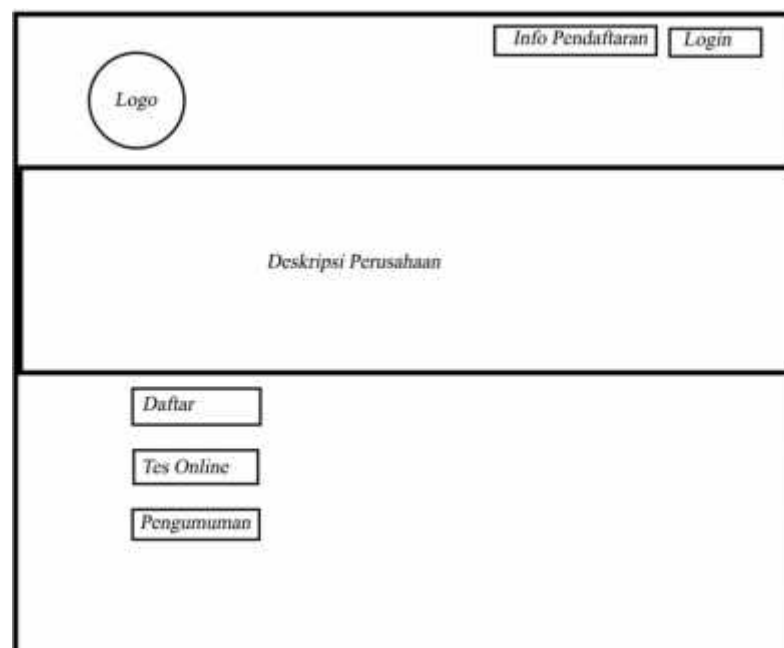 Info Pendaftaran
Login
Logo
Deskripsi Perusahaan
Daftar
Tes Online
Pengumuman